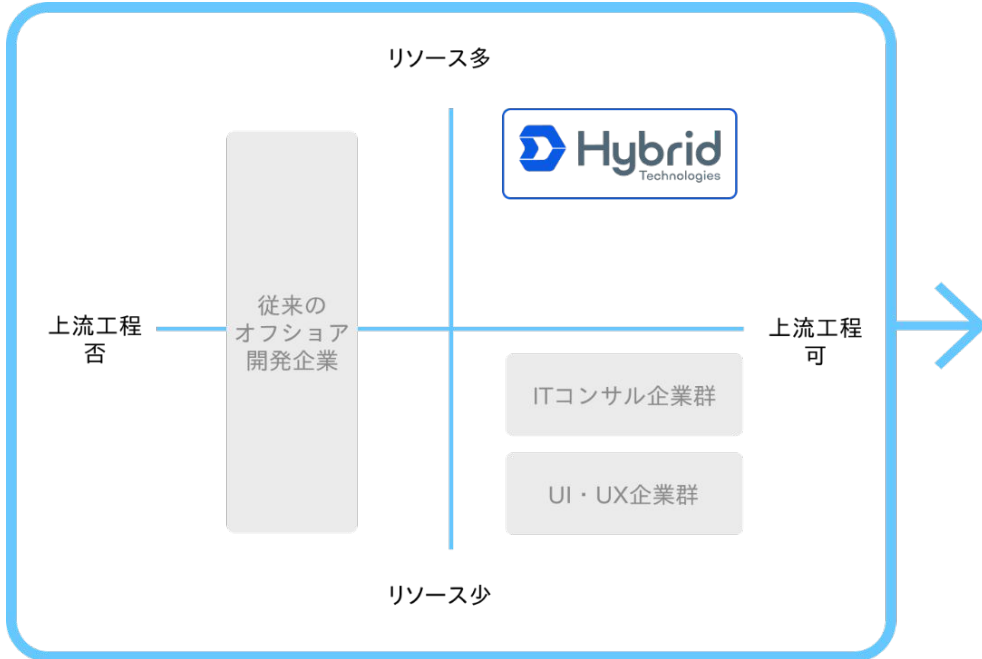 リソース多
Hybrid
Technologies
従来の
オフショア
開発企業
上流工程
否
上流工程
可
ITコンサル企業群
UI・UX企業群
リソース少